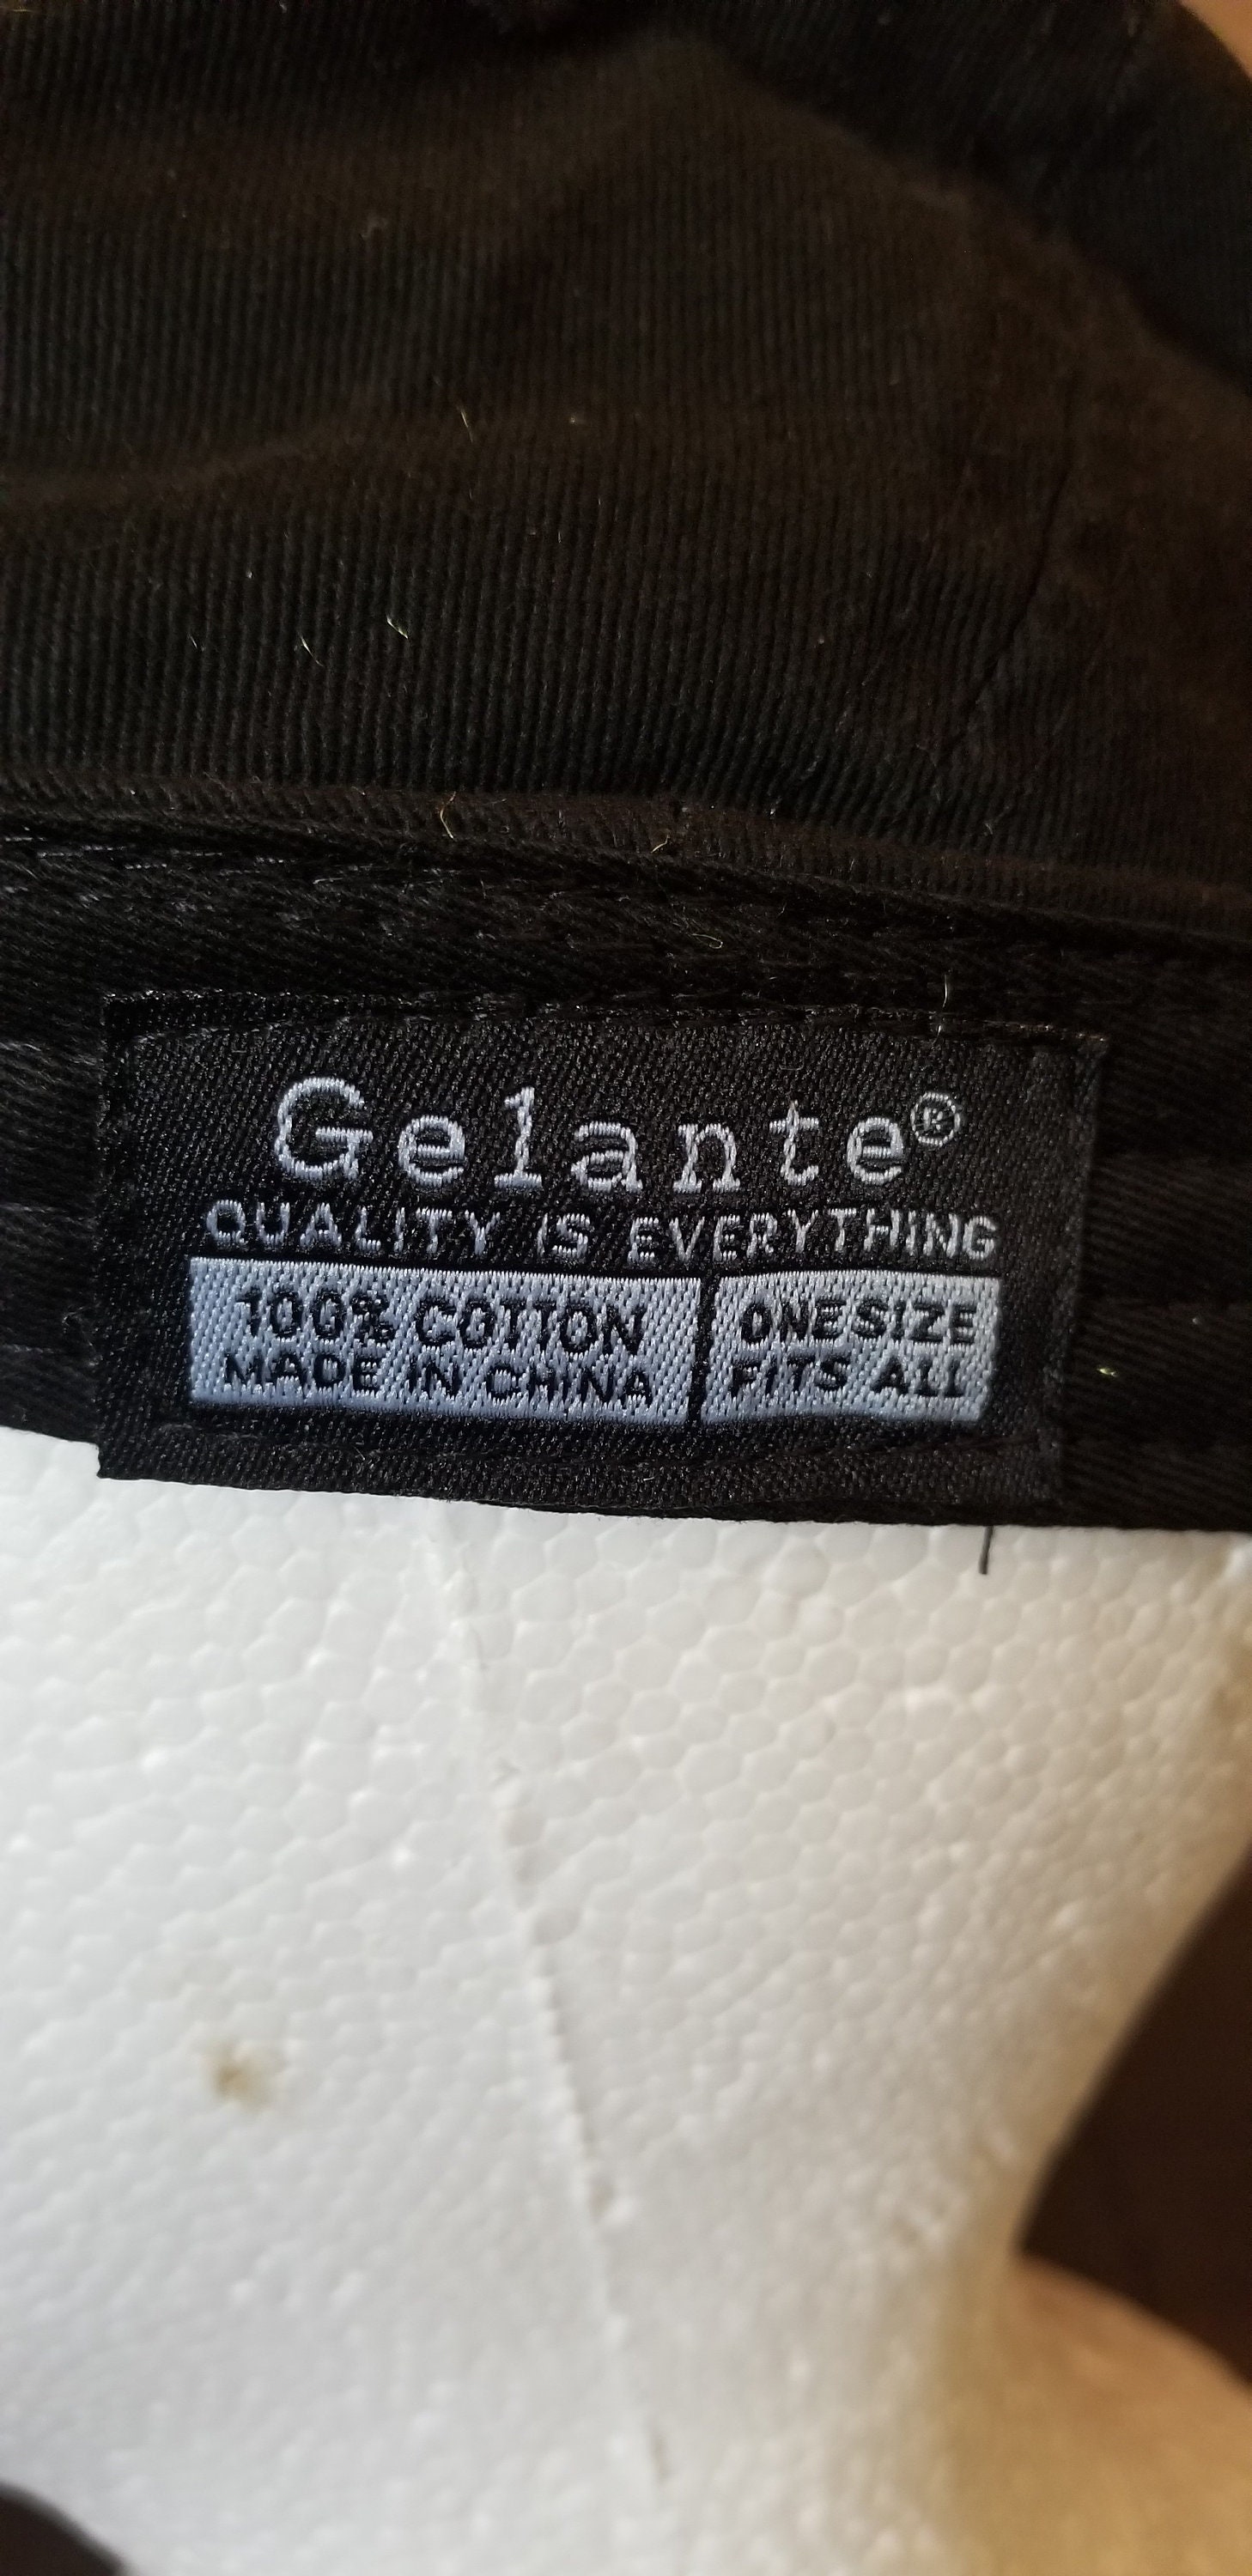 Gelante®
QUALITY IS EVERYTHING
100% COTTON
MADE IN CHINA
ONE SIZE
FITS ALL